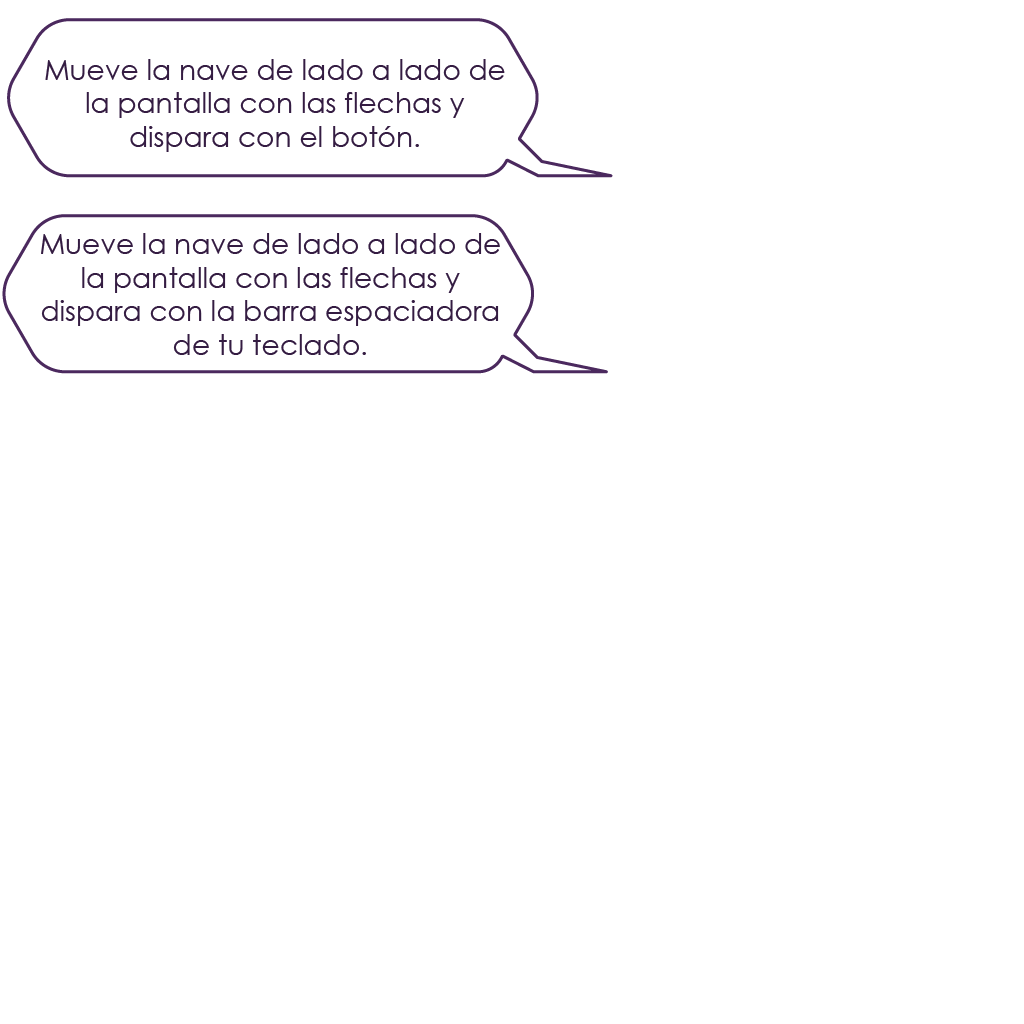 Mueve la nave de lado a lado de
la pantalla con las flechas y
dispara con el botón.
Mueve la nave de lado a lado de
la pantalla con las flechas y
dispara con la barra espaciadora
de tu teclado.